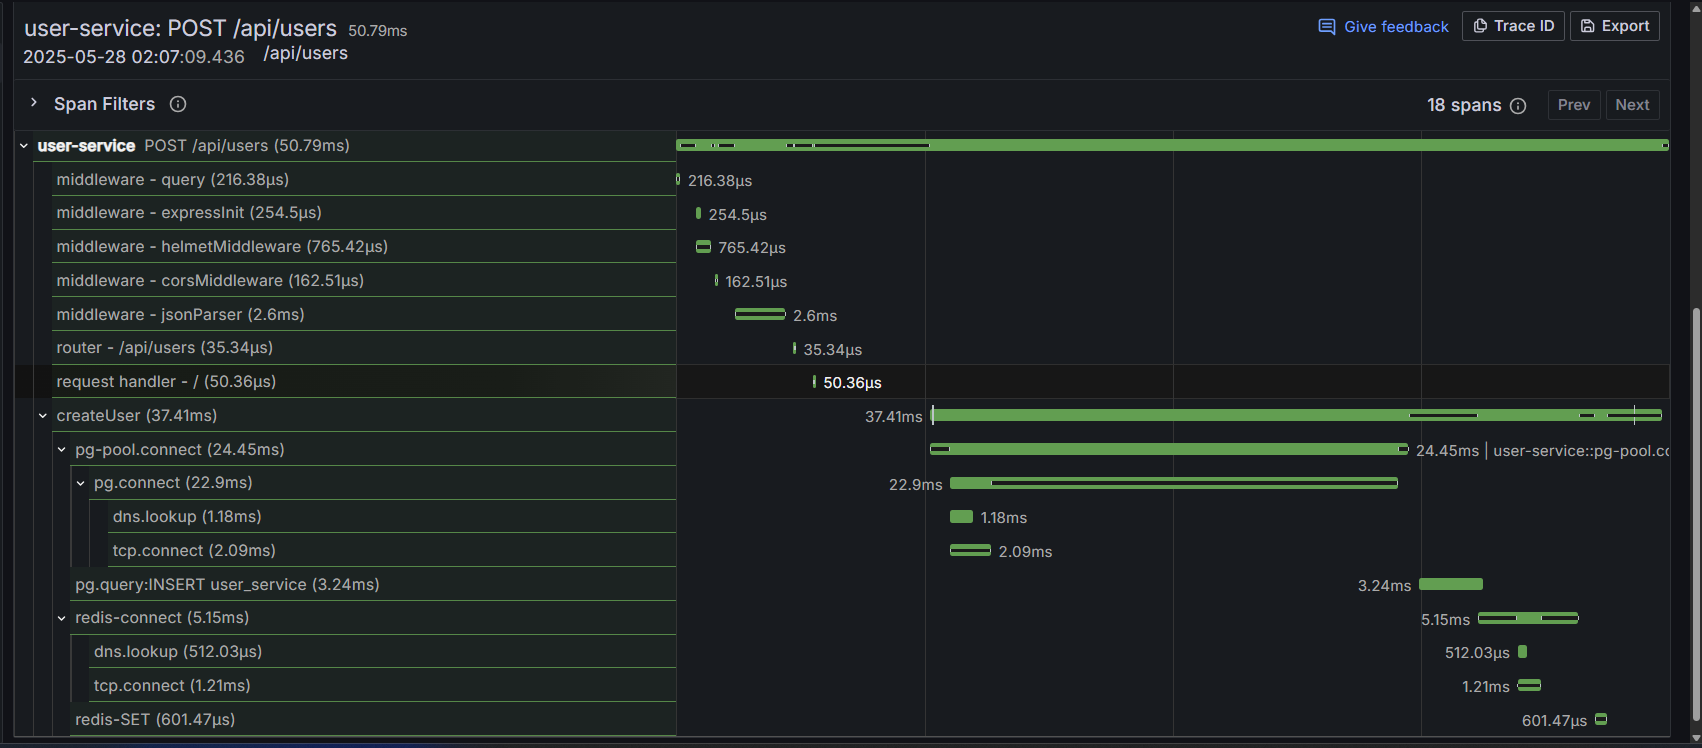 user-service: POST /api/users 50.79ms
Give feedback
Trace ID
Export
2025-05-28 02:07:09.436 /api/users
Span Filters
18 spans
Prev
Next
user-service POST /api/users (50.79ms)
middleware - query (216.38μs)
216.38μs
middleware - expressInit (254.5μs)
254.5μs
middleware - helmetMiddleware (765.42μs)
765.42μs
middleware - corsMiddleware (162.51μs)
162.51μs
middleware - jsonParser (2.6ms)
2.6ms
router - /api/users (35.34μs)
35.34μs
request handler - / (50.36μs)
50.36μs
createUser (37.41ms)
37.41ms
pg-pool.connect (24.45ms)
24.45ms | user-service::pg-pool.cc
pg.connect (22.9ms)
22.9ms
dns.lookup (1.18ms)
1.18ms
tcp.connect (2.09ms)
2.09ms
pg.query:INSERT user_service (3.24ms)
3.24ms
redis-connect (5.15ms)
5.15ms
dns.lookup (512.03μs)
512.03μs
tcp.connect (1.21ms)
1.21ms
redis-SET (601.47μs)
601.47μs